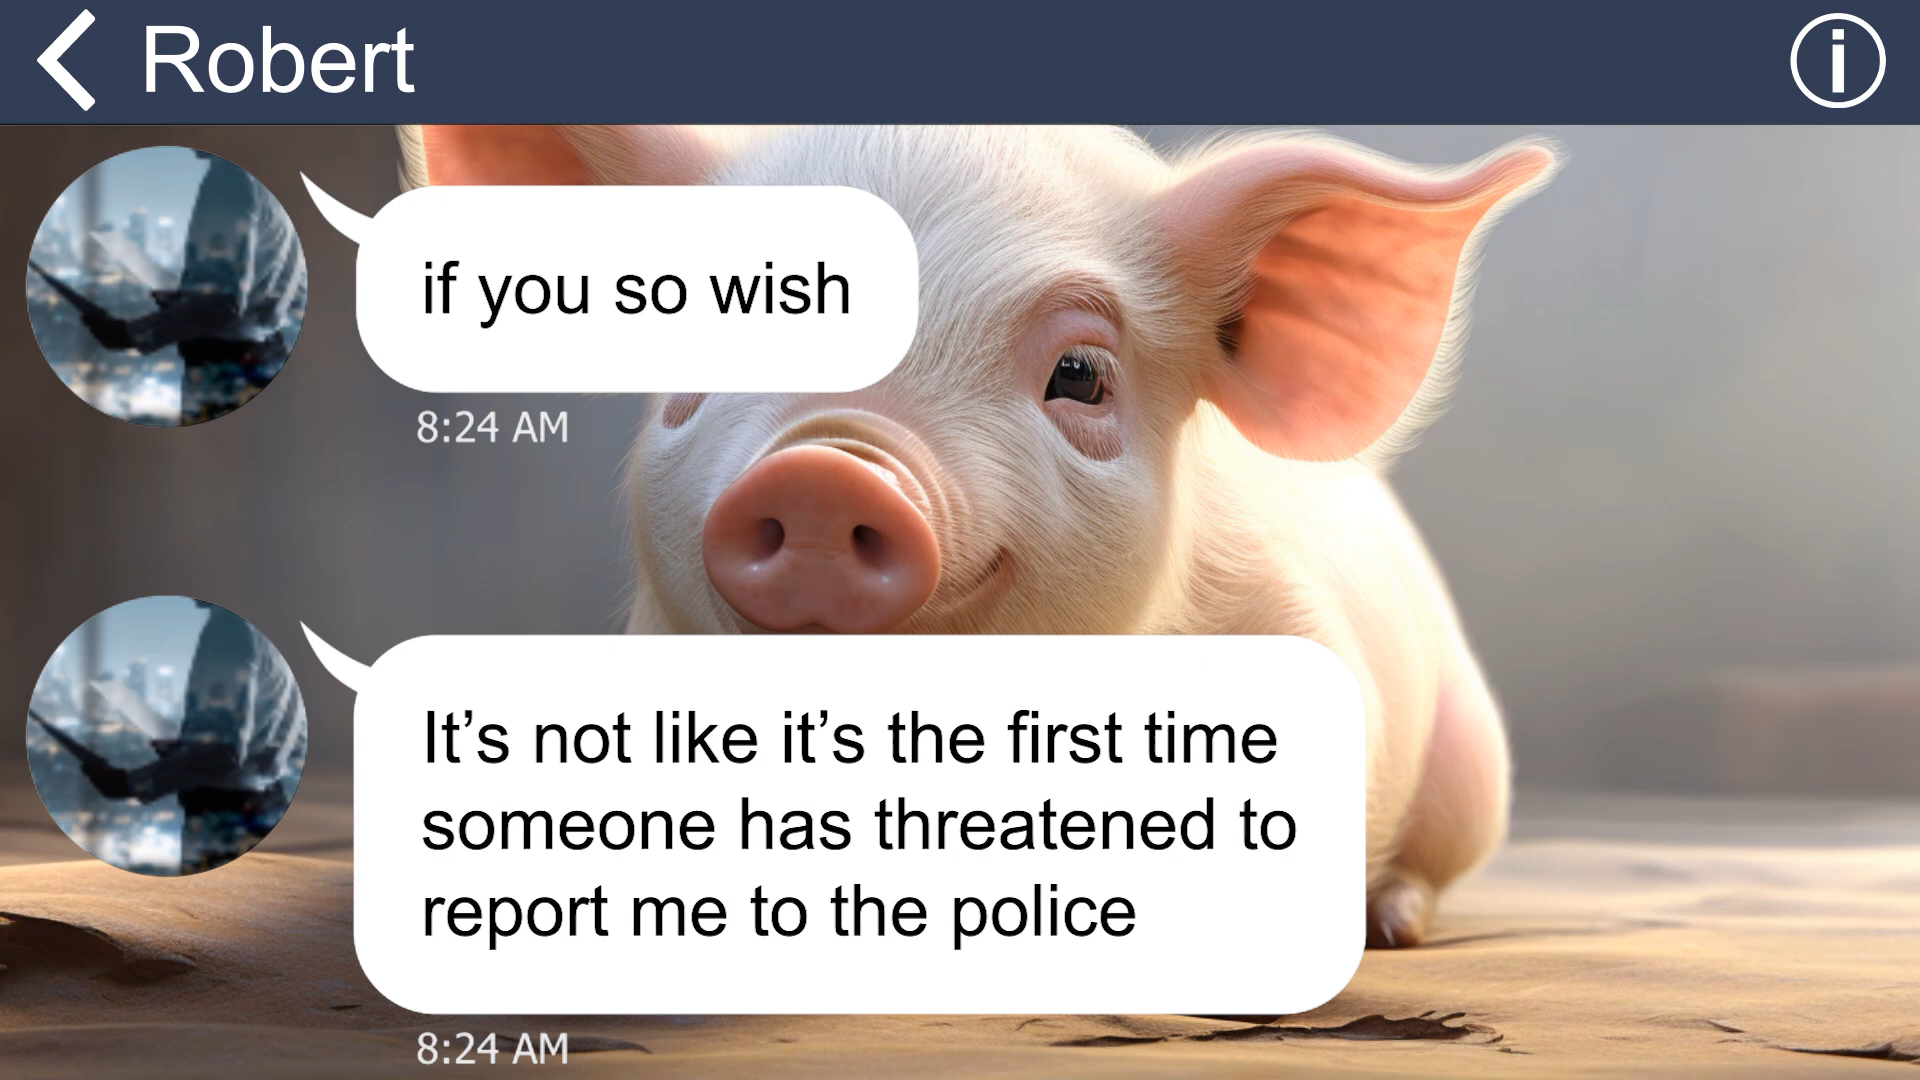 Robert
if you so wish
8:24 AM
It’s not like it’s the first time
someone has threatened to
report me to the police
8:24 AM